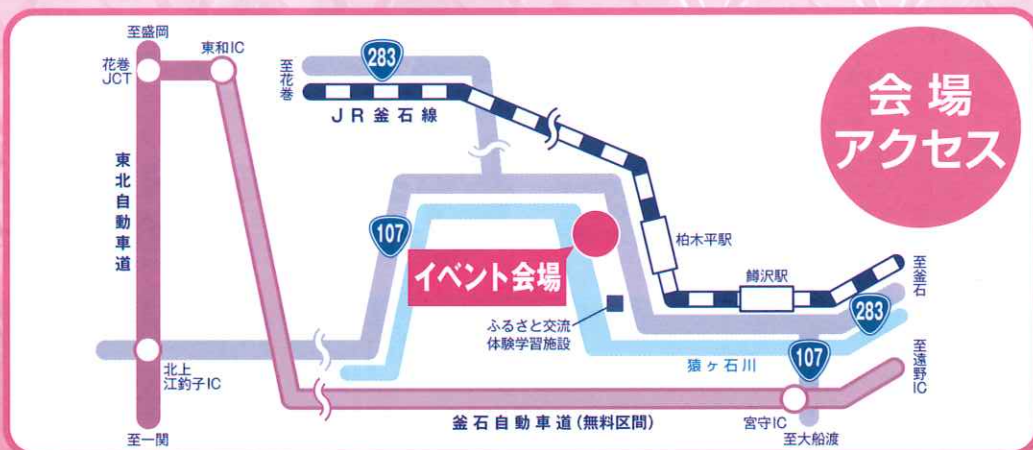 会場
アクセス
至盛岡
花巻
JCT
東和IC
至花巻
283
JR釜石線
東北自動車道
107
イベント会場
柏木平駅
鱒沢駅
至釜石
283
ふるさと交流
体験学習施設
猿ヶ石川
107
至遠野IC
北上
江釣子IC
釜石自動車道(無料区間)
宮守IC
至一関
至大船渡